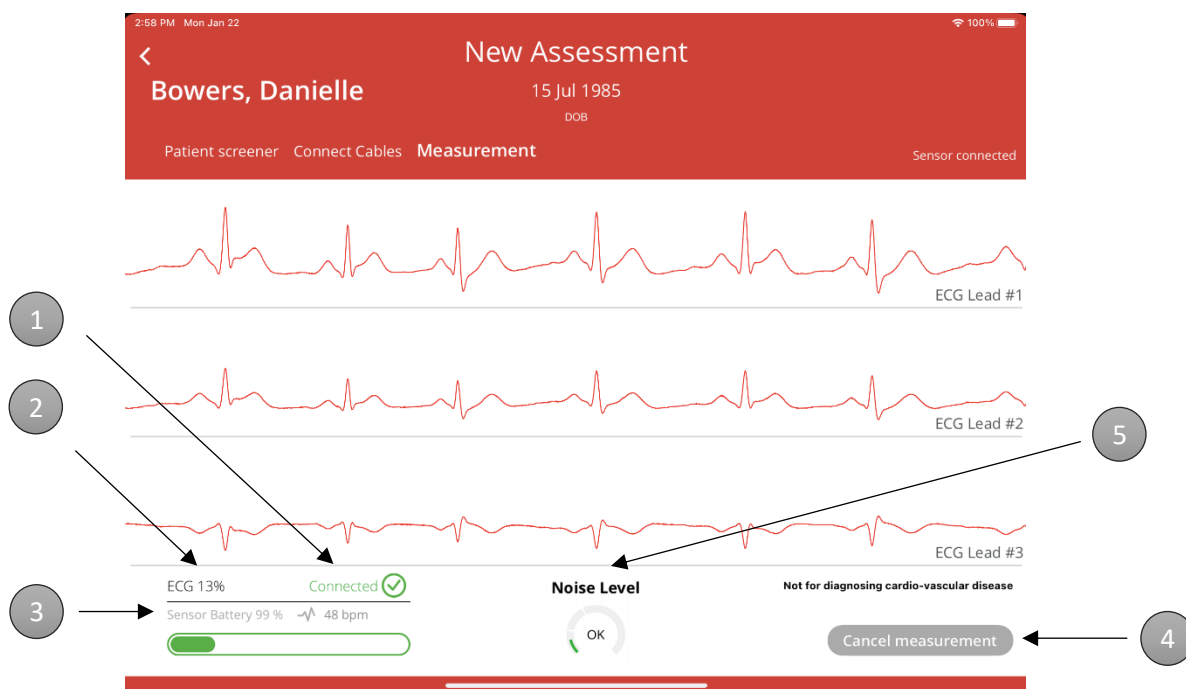 2:58 PM Mon Jan 22
100%
New Assessment
Bowers, Danielle
15 Jul 1985
DOB
Patient screener Connect Cables Measurement
Sensor connected
ECG Lead #1
1
2
ECG Lead #2
5
ECG Lead #3
ECG 13% Connected
Noise Level
Not for diagnosing cardio-vascular disease
3
Sensor Battery 99 % 48 bpm
OK
Cancel measurement
4